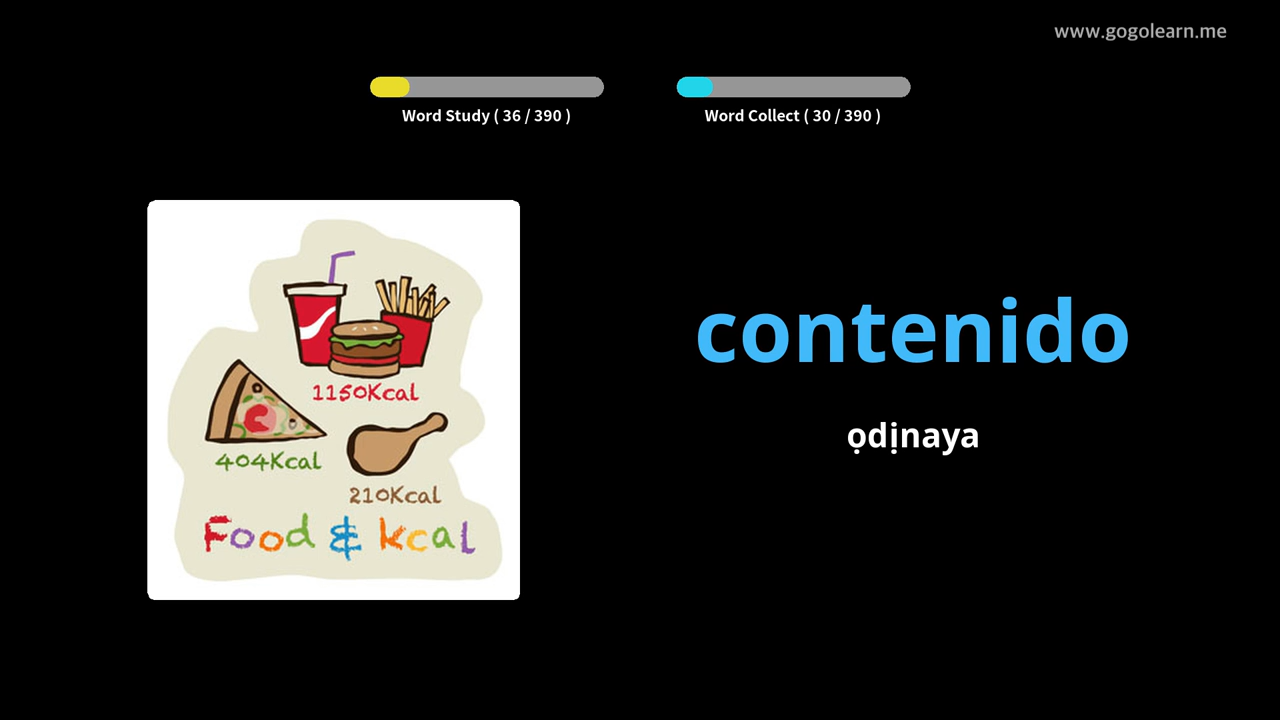 www.gogolearn.me
Word Study ( 36 / 390 )
Word Collect ( 30 / 390 )
1150Kcal
404Kcal
210Kcal
Food & kcal
contenido
ọdịnaya